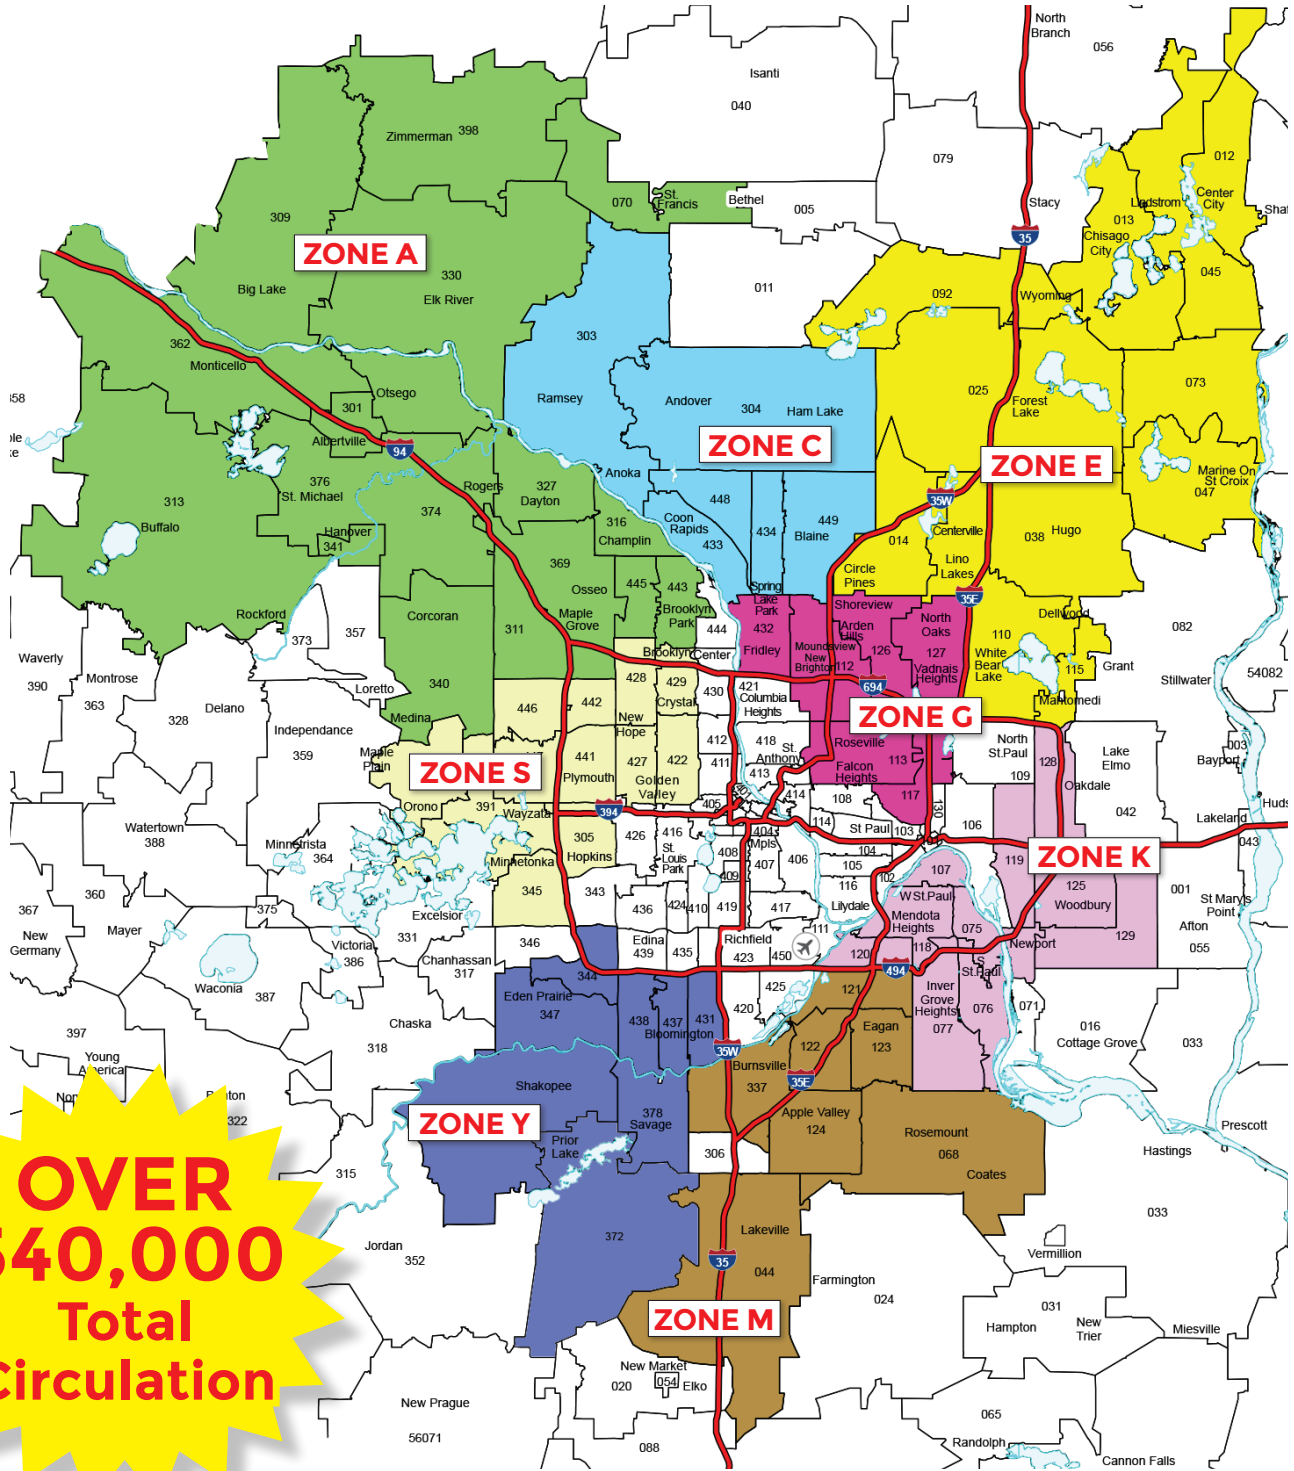 North
Branch
056
Isanti
040
Zimmerman 398
079
012
St.
Francis
070
Bethel
005
Stacy
Lindstrom
Center
City
013
Chisago
City
309
35
ZONE A
330
Elk River
Big Lake
011
092
Wyoming
045
303
362
Monticello
Otsego
301
Albertville
94
Ramsey
Andover
304
Ham Lake
ZONE C
025
Forest
Lake
073
ZONE E
Marine On
St Croix
047
Anoka
376
St. Michael
313
Buffalo
Rogers
374
327
Dayton
316
Champlin
448
Coon
Rapids
433
434
449
Blaine
35W
Centerville
014
Lino
Lakes
038 Hugo
Hanover
341
369
Osseo
445
443
Brooklyn
Park
Circle
Pines
Spring
Lake
Park
432
Fridley
Shoreview
Arden
Hills
126
North
Oaks
127
Vadnais
Heights
35E
Dellwood
110
White
Bear
Lake
115
Mahtomedi
Grant
082
Stillwater
54082
Rockford
373
357
Corcoran
311
Maple
Grove
444
Brooklyn Center
Moundsview
New
Brighton 112
694
Waverly
390
Montrose
363
328
Delano
Loretto
340
Medina
Independance
359
446
442
428
429
Crystal
430
421
Columbia
Heights
ZONE G
New
Hope
412
411
418
St.
Anthony
413
Roseville
Falcon
Heights
113
117
North
St.Paul
109
128
Oakdale
Lake
Elmo
042
003
Bayport
Maple
Plain
ZONE S
441
Plymouth
427
Golden
Valley
422
Orono
391
Wayzata
394
405
414
108
130
106
Lakeland
043
Watertown
388
Minnetrista
364
305
Hopkins
426
416
St.
Louis
Park
404
Mpls
408
407
409
406
114
St Paul 103
104
105
102
ZONE K
119
107
Minnetonka
345
343
360
367
New
Germany
Mayer
375
Excelsior
436
424
410
419
417
116
Lilydale
111
W St.Paul
Mendota
Heights
075
125
Woodbury
129
001
St Marys
Point
Afton
055
Victoria
386
331
346
Chanhassan
317
Edina
439
435
Richfield
423
450
120
118
494
Newport
S
St.Paul
Waconia
387
344
Eden Prairie
347
425
420
121
Inver
Grove
Heights
077
076
071
016
Cottage Grove
033
397
Young
America
Chaska
318
438
437
431
Bloomington
35W
Burnsville
337
122
Eagan
123
35E
Shakopee
ZONE Y
322
378
Savage
Prior
Lake
306
Apple Valley
124
Rosemount
068
Coates
Prescott
Hastings
315
Jordan
352
372
Lakeville
044
35
Farmington
024
033
Vermillion
ZONE M
031
Hampton
New
Trier
Miesville
New Market
020
054
Elko
New Prague
56071
088
065
Randolph
Cannon Falls
OVER
540,000
Total
Circulation